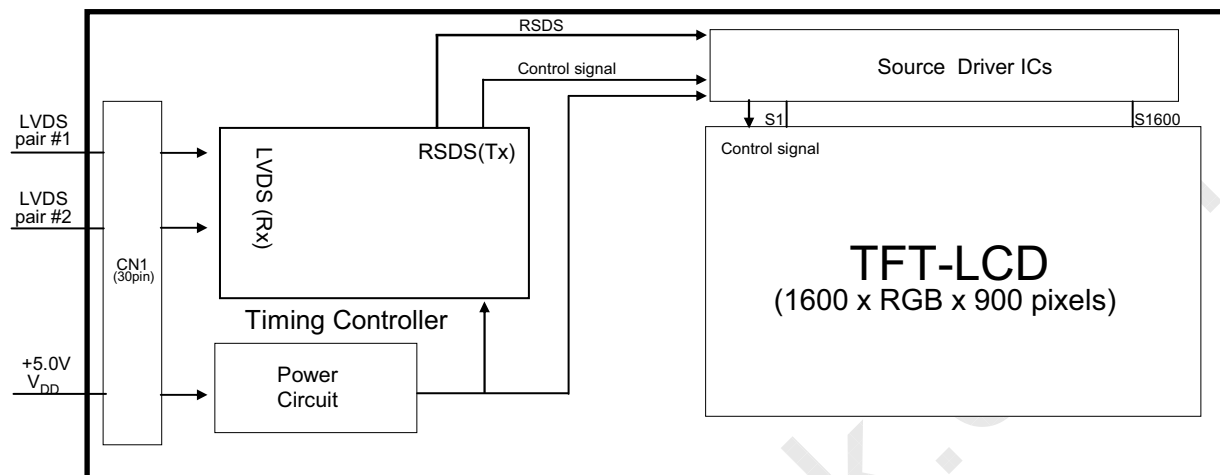 RSDS
Control signal
Source Driver ICs
S1
S1600
LVDS
pair #1
LVDS
pair #2
CN1
(30pin)
LVDS (Rx)
RSDS(Tx)
Timing Controller
Control signal
TFT-LCD
(1600 x RGB x 900 pixels)
+5.0V
VDD
Power
Circuit